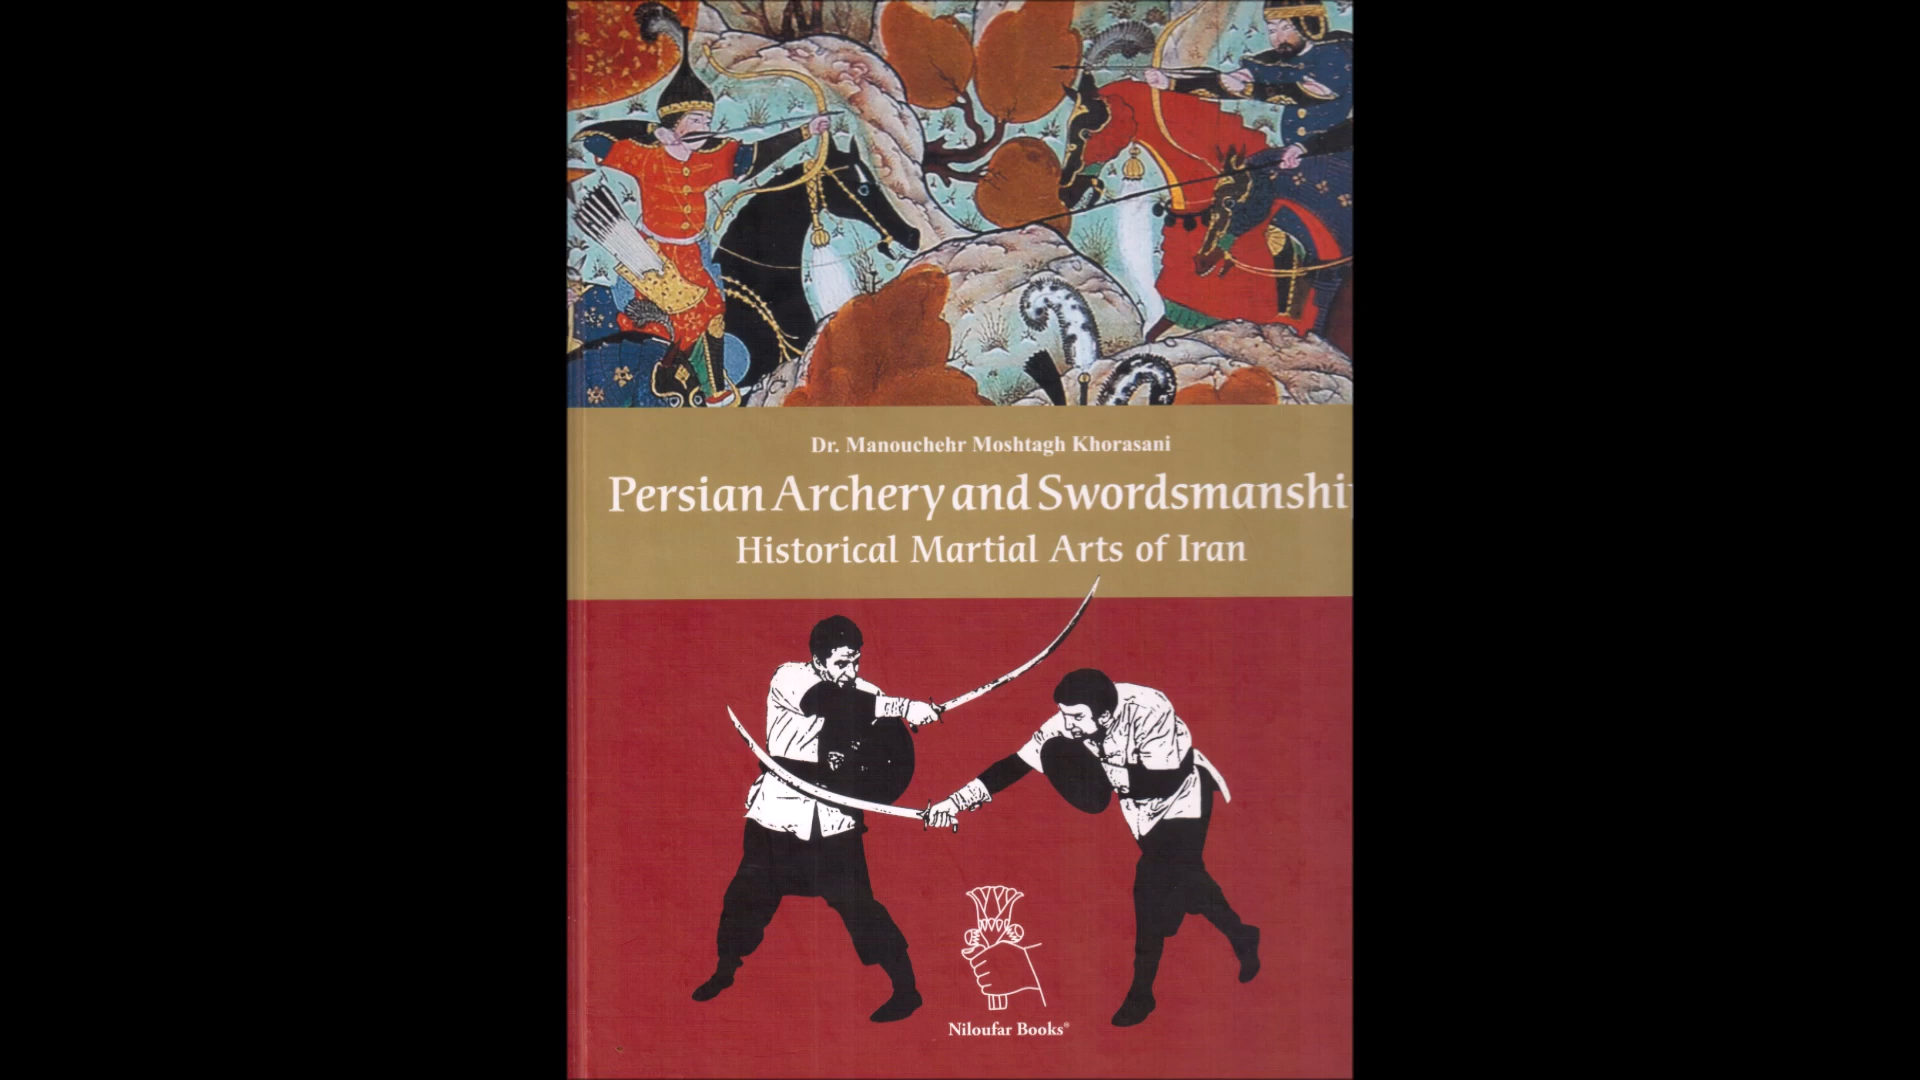 Dr. Manouchehr Moshtagh Khorasani
Persian Archery and Swordsmanshi
Historical Martial Arts of Iran
Niloufar Books®